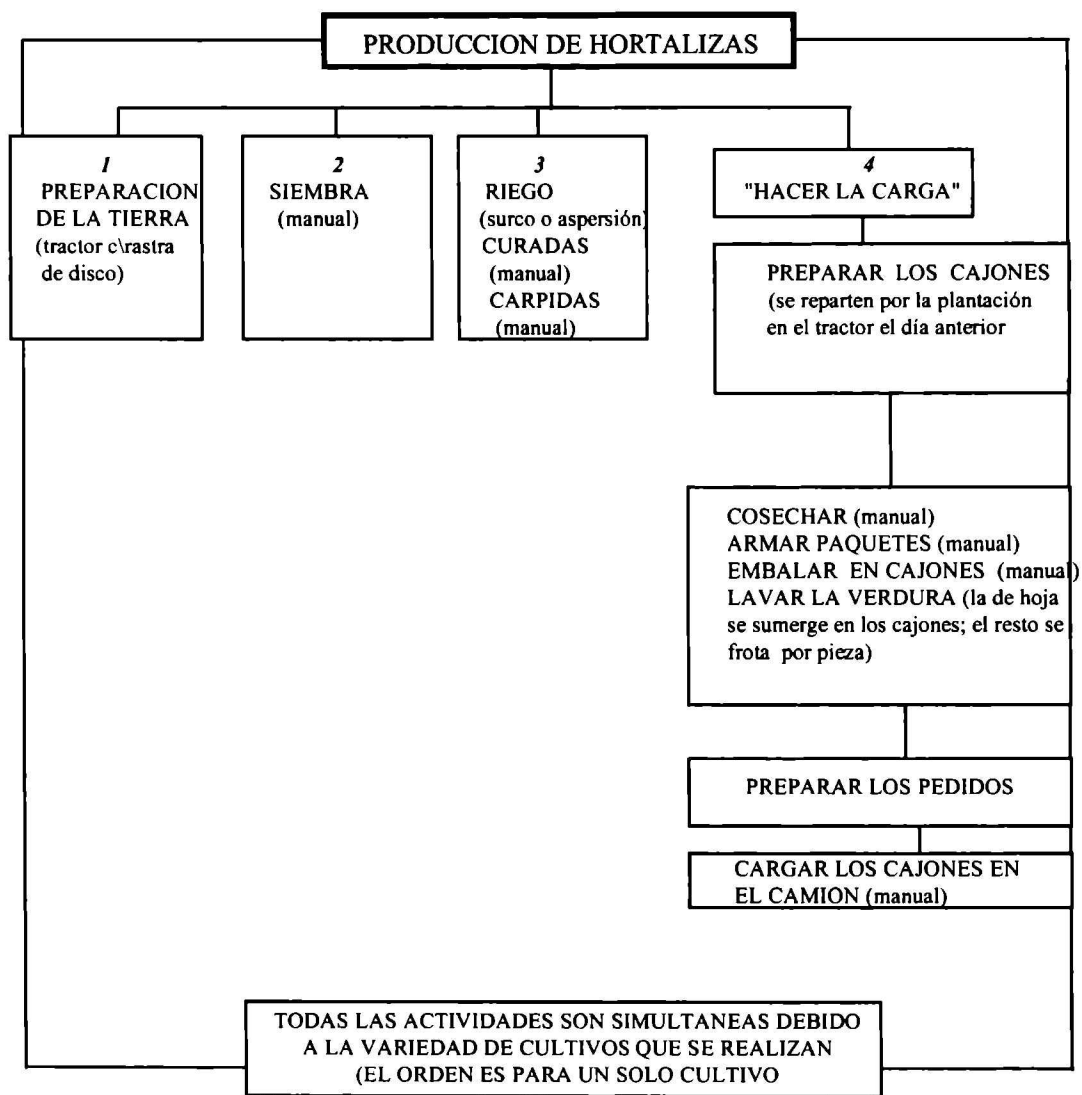 PRODUCCION DE HORTALIZAS
1
PREPARACION
DE LA TIERRA
(tractor c\rastra
de disco)
2
SIEMBRA
(manual)
3
RIEGO
(surco o aspersión)
CURADAS
(manual)
CARPIDAS
(manual)
4
"HACER LA CARGA"
PREPARAR LOS CAJONES
(se reparten por la plantación
en el tractor el día anterior
COSECHAR (manual)
ARMAR PAQUETES (manual)
EMBALAR EN CAJONES (manual)
LAVAR LA VERDURA (la de hoja
se sumerge en los cajones; el resto se
frota por pieza)
PREPARAR LOS PEDIDOS
CARGAR LOS CAJONES EN
EL CAMION (manual)
TODAS LAS ACTIVIDADES SON SIMULTANEAS DEBIDO
A LA VARIEDAD DE CULTIVOS QUE SE REALIZAN
(EL ORDEN ES PARA UN SOLO CULTIVO